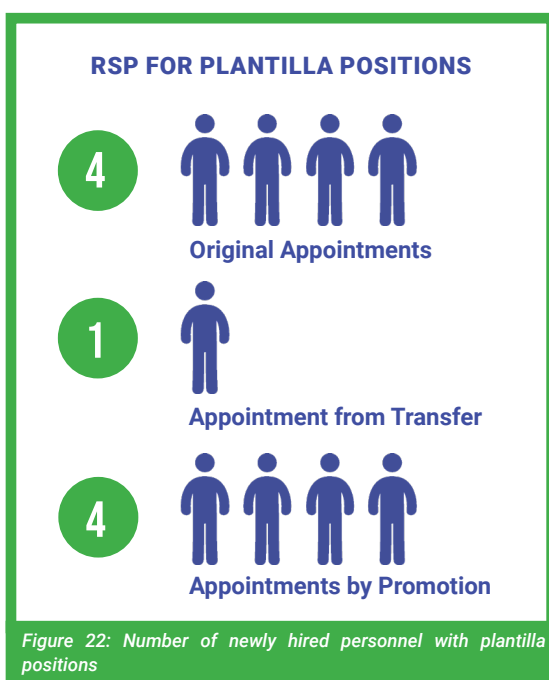 RSP FOR PLANTILLA POSITIONS
4
Original Appointments
1
Appointment from Transfer
4
Appointments by Promotion
Figure 22: Number of newly hired personnel with plantilla
positions